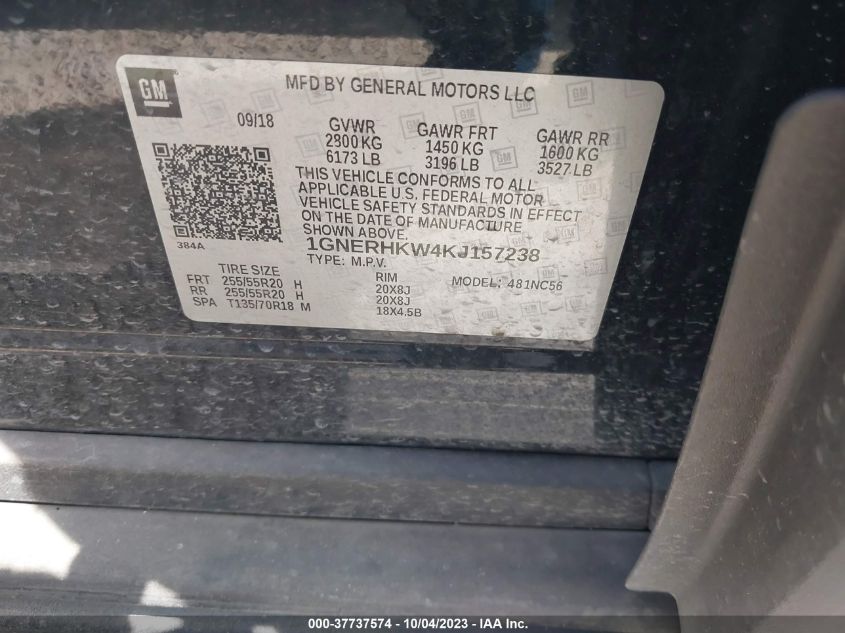 GM
MFD BY GENERAL MOTORS LLC
09/18
GVWR
2800 KG
6173 LB
GAWR FRT
1450 KG
3196 LB
GAWR RR
1600 KG
3527 LB
THIS VEHICLE CONFORMS TO ALL
APPLICABLE U.S. FEDERAL MOTOR
VEHICLE SAFETY STANDARDS IN EFFECT
ON THE DATE OF MANUFACTURE
SHOWN ABOVE.
384A
1GNERHKW4KJ157238
TYPE: M.P.V.
MODEL: 481NC56
TIRE SIZE RIM
FRT 255/55R20 H 20X8J
RR 255/55R20 H 20X8J
SPA T135/70R18 M 18X4.5B
000-37737574 - 10/04/2023 - IAA Inc.